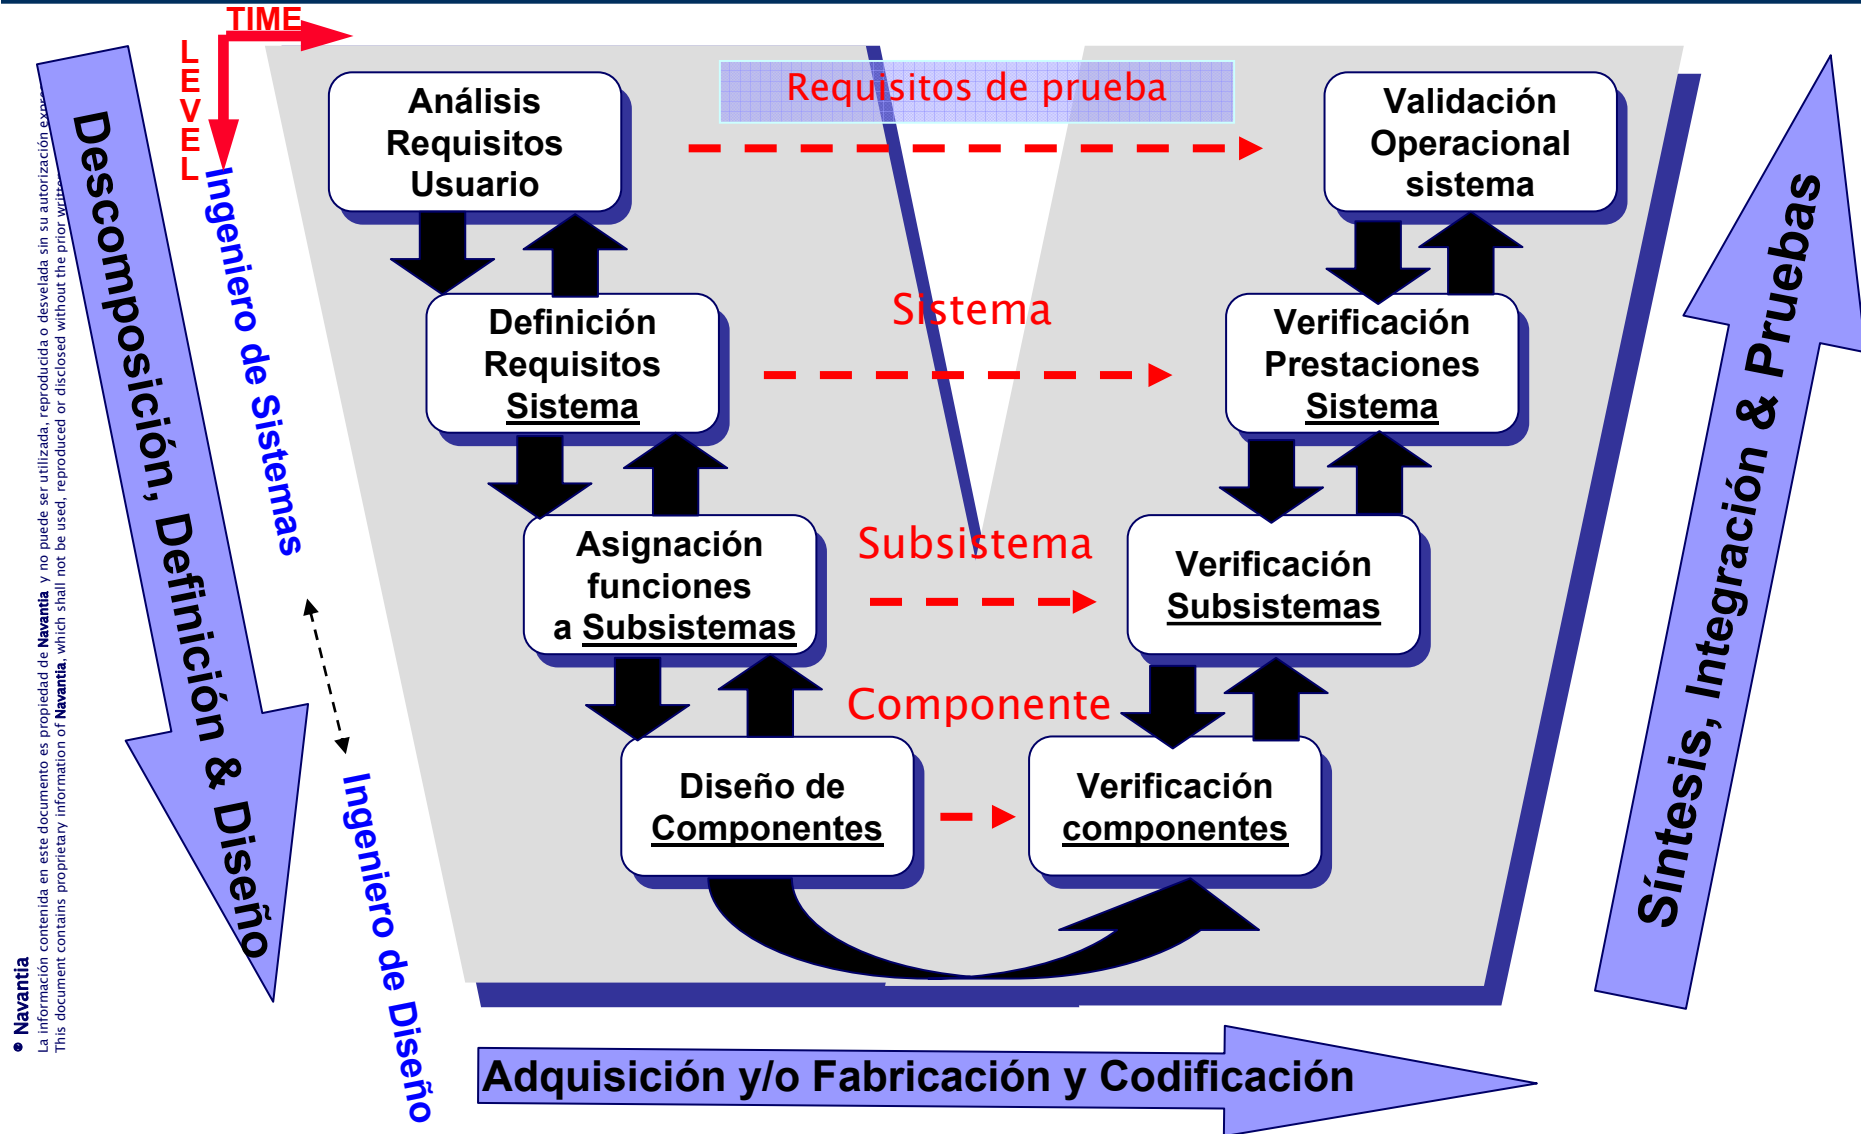 TIME
LEVEL
Requisitos de prueba
Análisis
Requisitos
Usuario
Validación
Operacional
sistema
Sistema
Definición
Requisitos
Sistema
Verificación
Prestaciones
Sistema
Subsistema
Asignación
funciones
a Subsistemas
Verificación
Subsistemas
Componente
Diseño de
Componentes
Verificación
componentes
Descomposición, Definición & Diseño
Ingeniero de Sistemas
Ingeniero de Diseño
Síntesis, Integración & Pruebas
Adquisición y/o Fabricación y Codificación
Navantia
La información contenida en este documento es propiedad de Navantia y no puede ser utilizada, reproducida o desvelada sin su autorización
This document contains proprietary information of Navantia, which shall not be used, reproduced or disclosed without the prior